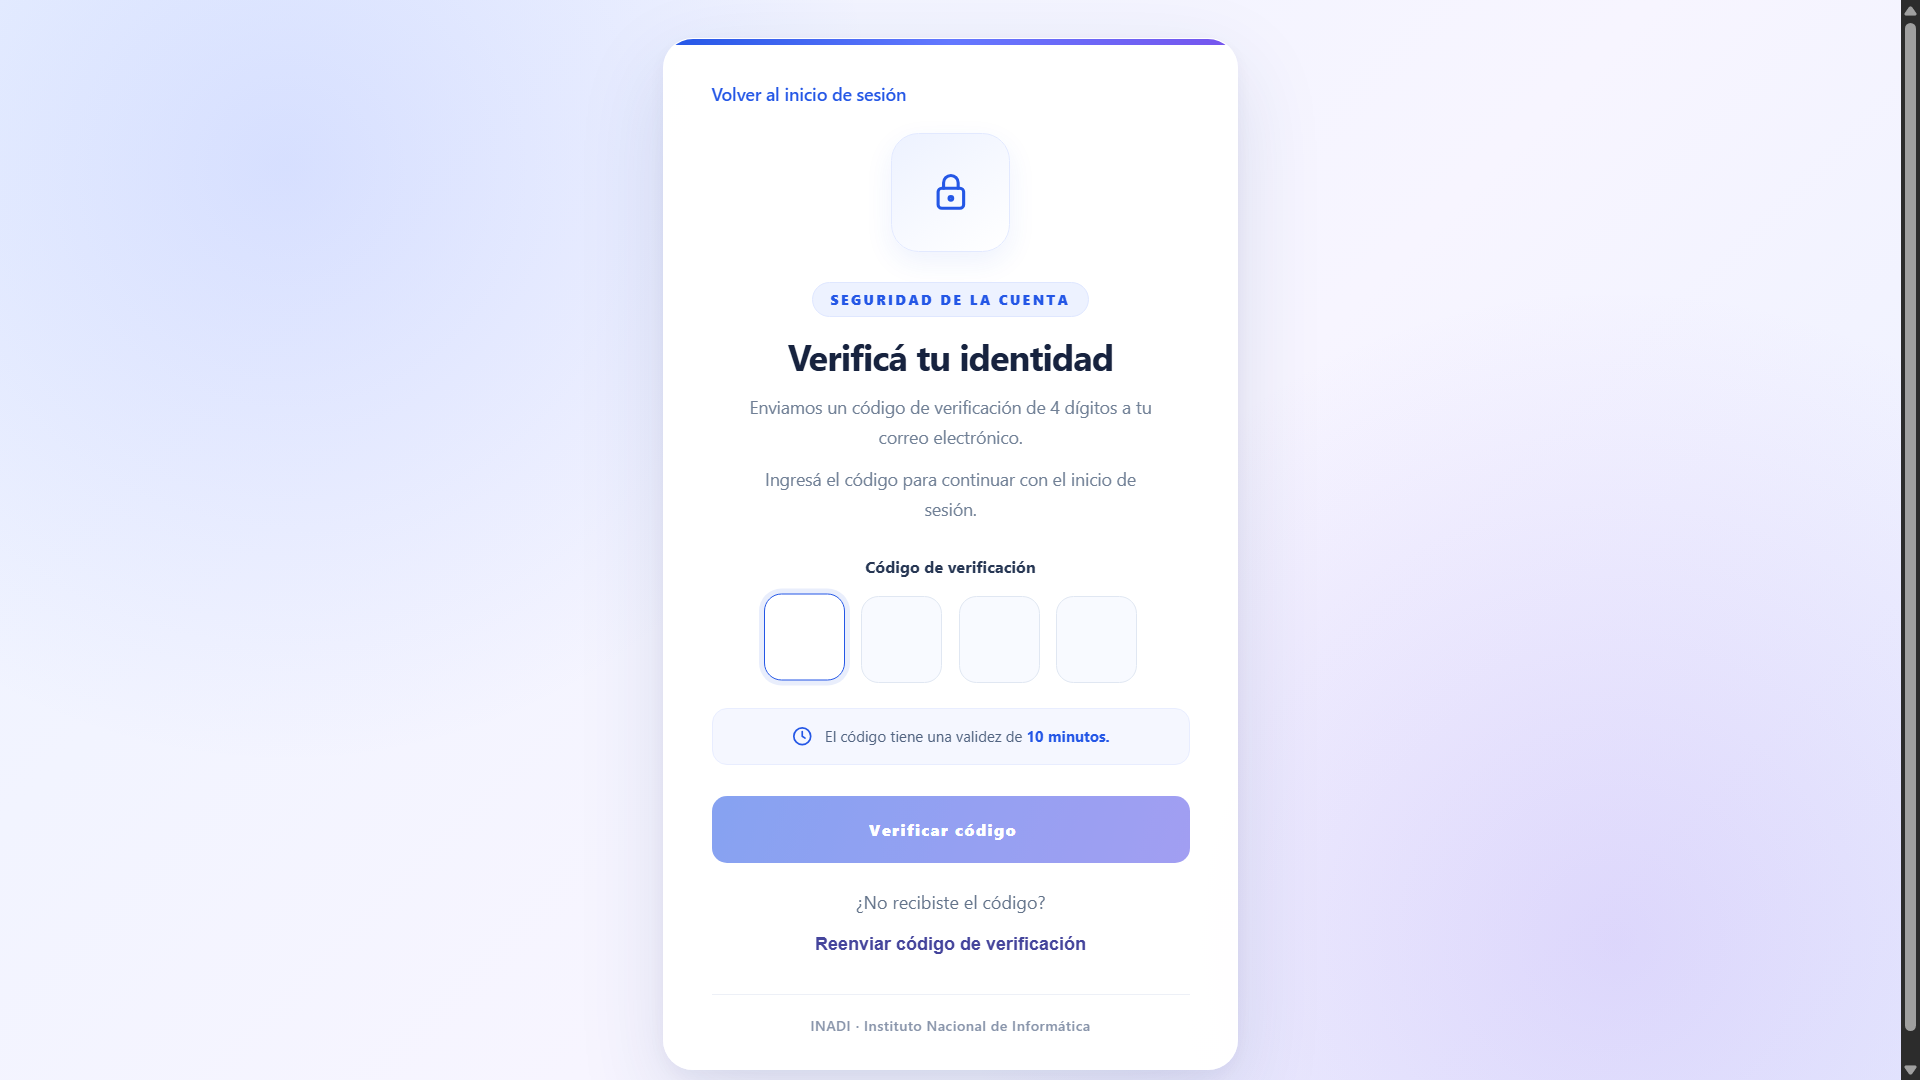 Volver al inicio de sesión
SEGURIDAD DE LA CUENTA
Verificá tu identidad
Enviamos un código de verificación de 4 dígitos a tu
correo electrónico.
Ingresá el código para continuar con el inicio de
sesión.
Código de verificación
El código tiene una validez de 10 minutos.
Verificar código
¿No recibiste el código?
Reenviar código de verificación
INADI · Instituto Nacional de Informática